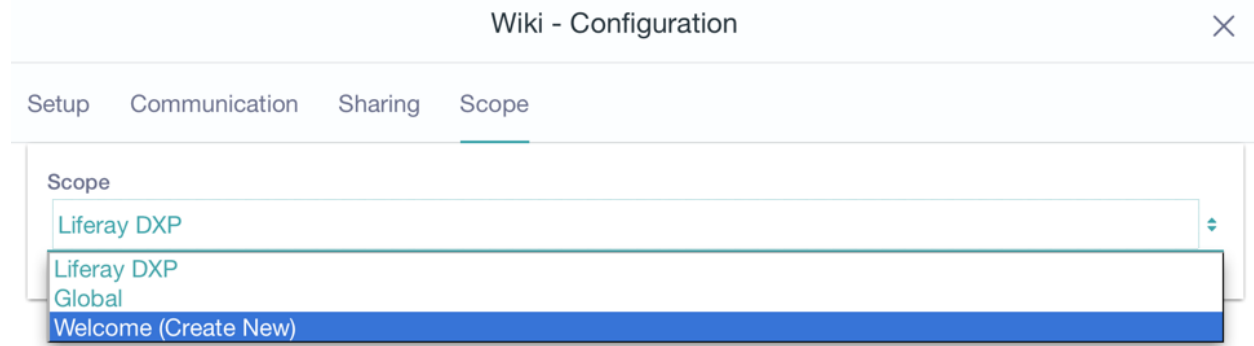 Wiki - Configuration
Setup Communication Sharing Scope
Scope
Liferay DXP
Liferay DXP
Global
Welcome (Create New)